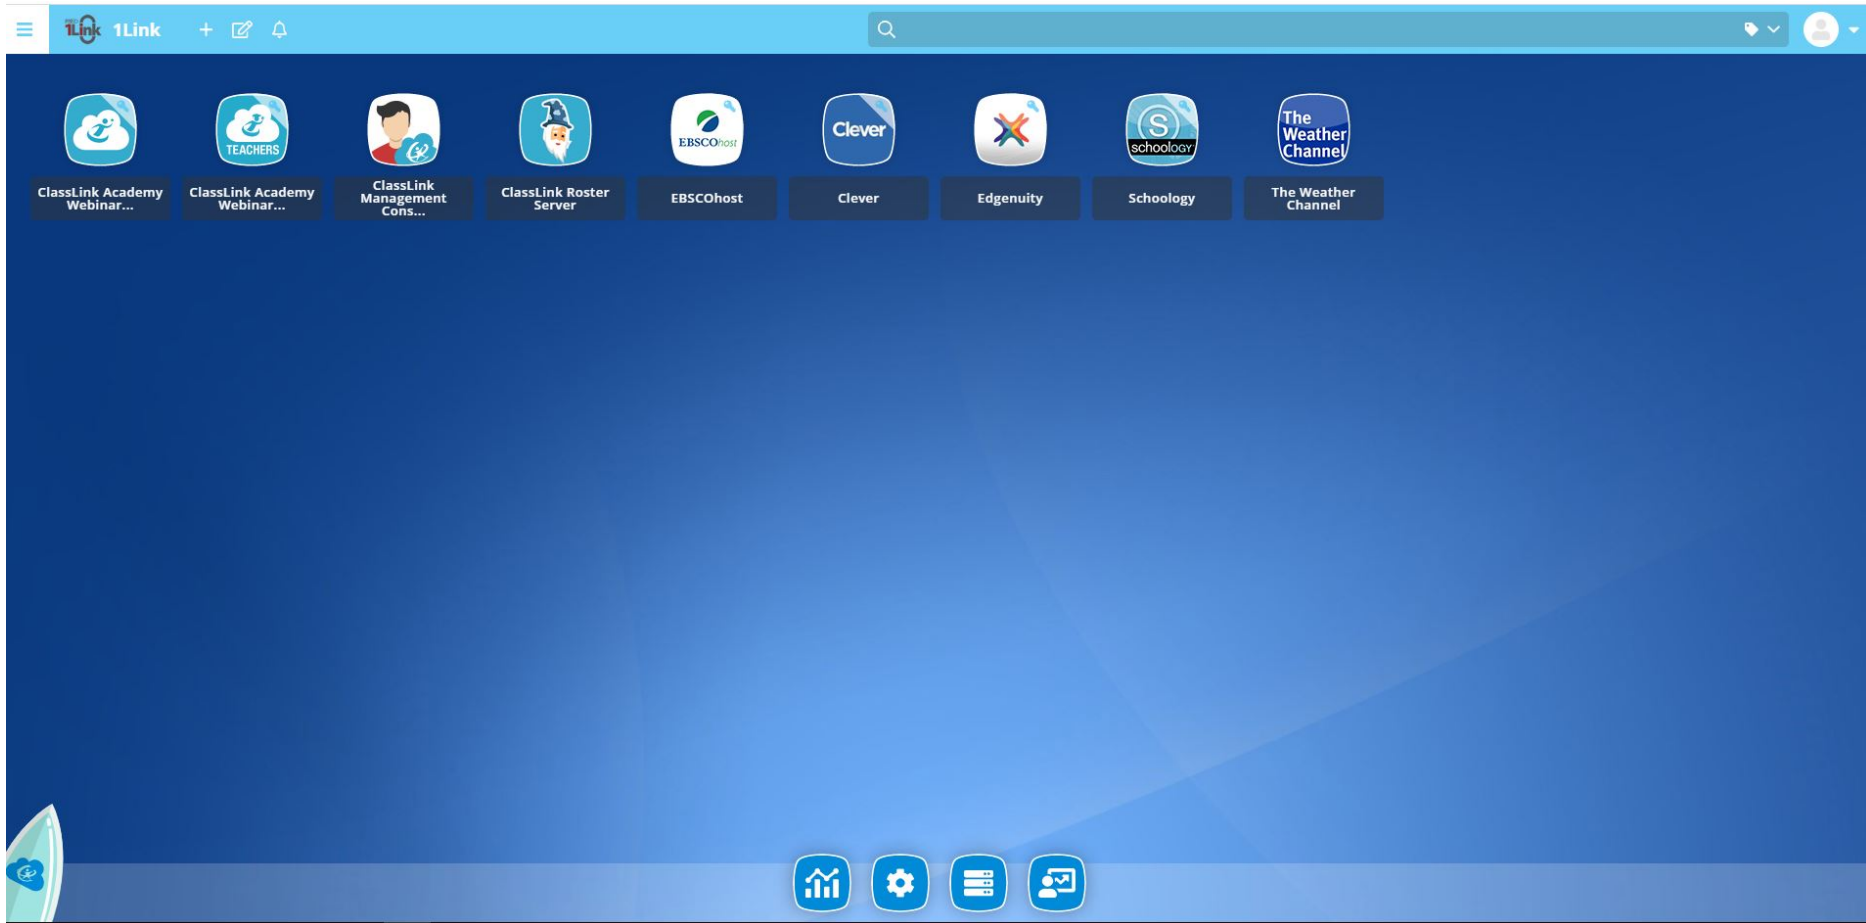 1Link 1Link
TEACHERS
EBSCOhost
Clever
S
schoology
The
Weather
Channel
ClassLink Academy
Webinar...
ClassLink Academy
Webinar...
ClassLink
Management
Cons...
ClassLink Roster
Server
EBSCOhost
Clever
Edgenuity
Schoology
The Weather
Channel